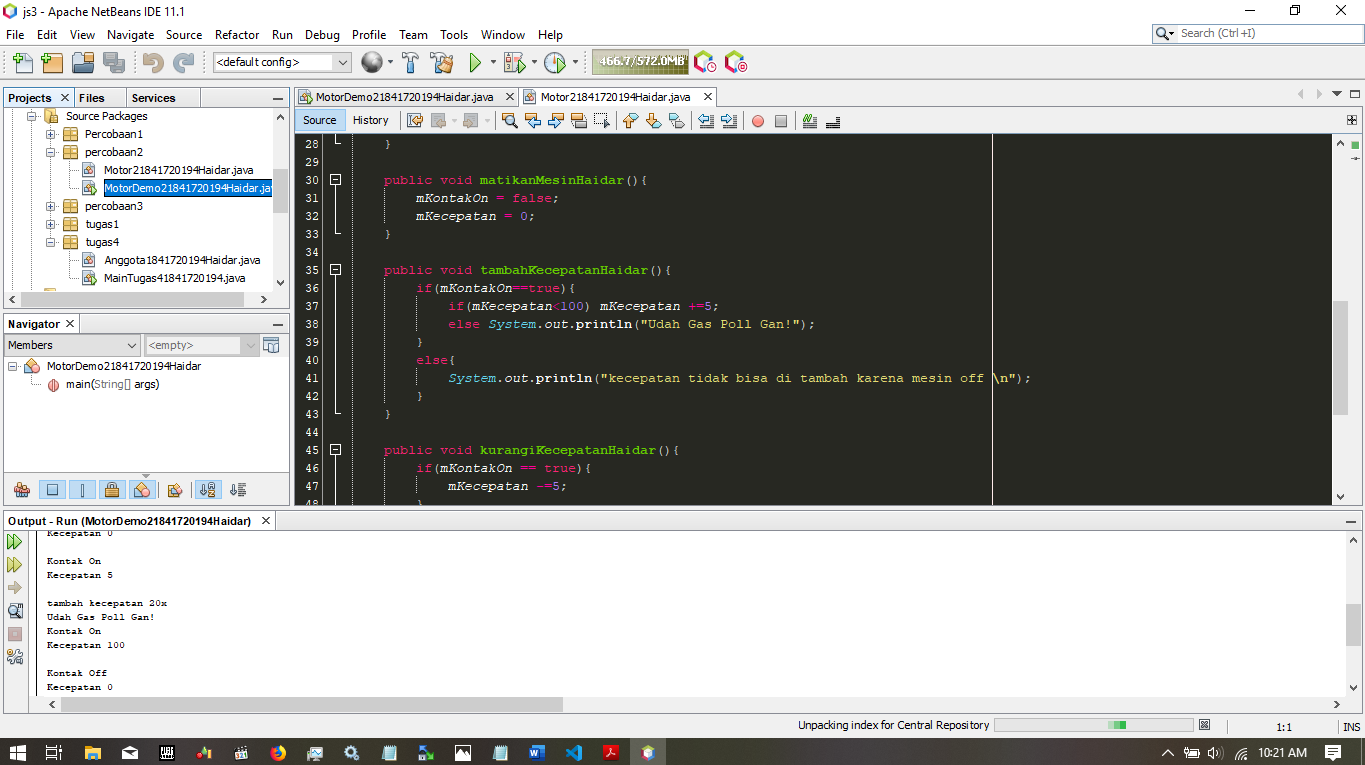 js3 - Apache NetBeans IDE 11.1
File Edit View Navigate Source Refactor Run Debug Profile Team Tools Window Help
Search (Ctrl+I)
<default config>
466.7/572.0MB
Projects Files Services
Source Packages
Percobaan1
percobaan2
Motor21841720194Haidar.java
MotorDemo21841720194Haidar.jav
percobaan3
tugas1
tugas4
Anggota1841720194Haidar.java
MainTugas41841720194.java
Navigator
Members <empty>
MotorDemo21841720194Haidar
main(String[] args)
MotorDemo21841720194Haidar.java Motor21841720194Haidar.java
Source History
28 }
29
30 public void matikanMesinHaidar(){
31 mKontakOn = false;
32 mKecepatan = 0;
33 }
34
35 public void tambahKecepatanHaidar(){
36 if(mKontakOn==true){
37 if(mKecepatan<100) mKecepatan +=5;
38 else System.out.println("Udah Gas Poll Gan!");
39 }
40 else{
41 System.out.println("kecepatan tidak bisa di tambah karena mesin off \n");
42 }
43 }
44
45 public void kurangiKecepatanHaidar(){
46 if(mKontakOn == true){
47 mKecepatan -=5;
48 }
Output - Run (MotorDemo21841720194Haidar)
Kecepatan 0
Kontak On
Kecepatan 5
tambah kecepatan 20x
Udah Gas Poll Gan!
Kontak On
Kecepatan 100
Kontak Off
Kecepatan 0
Unpacking index for Central Repository
1:1 INS
10:21 AM